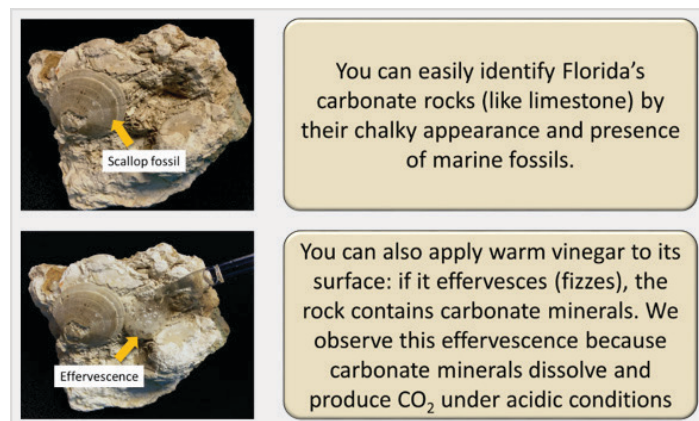 Scallop fossil
You can easily identify Florida's
carbonate rocks (like limestone) by
their chalky appearance and presence
of marine fossils.
Effervescence
You can also apply warm vinegar to its
surface: if it effervesces (fizzes), the
rock contains carbonate minerals. We
observe this effervescence because
carbonate minerals dissolve and
produce CO₂ under acidic conditions